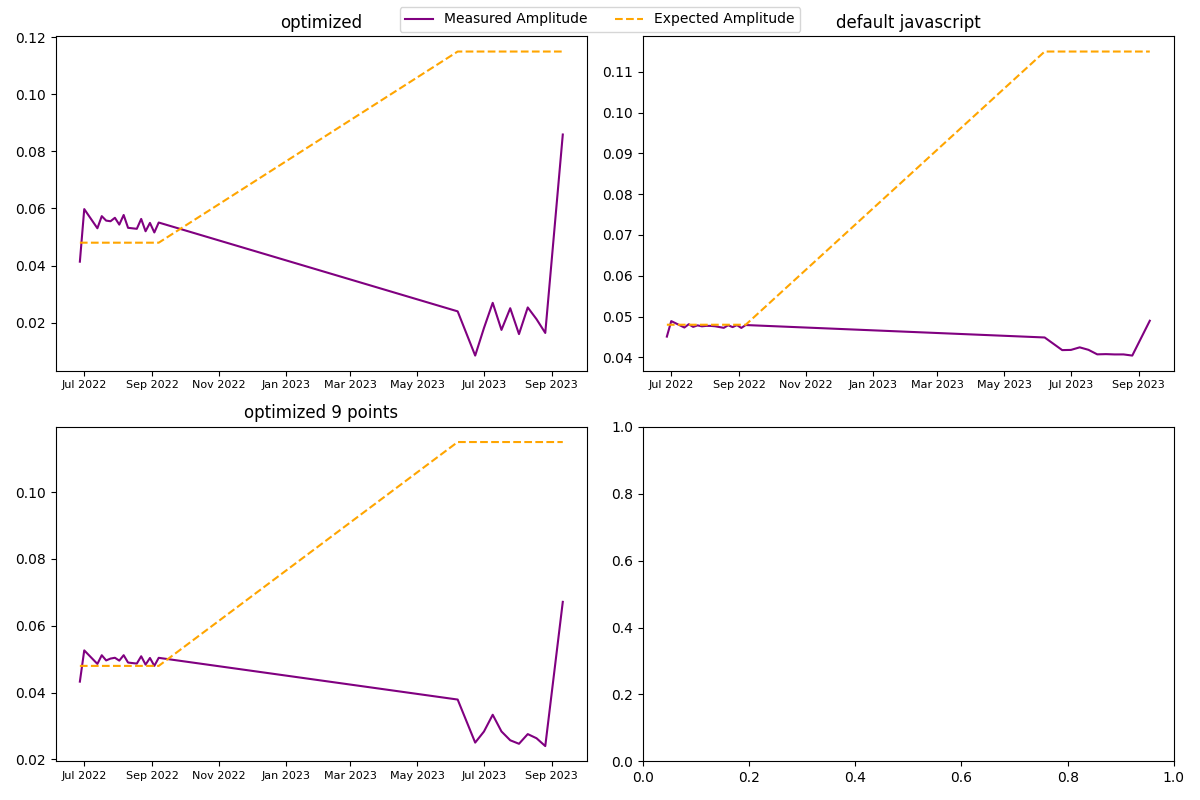 optimized
Measured Amplitude
Expected Amplitude
default javascript
0.12
0.10
0.08
0.06
0.04
0.02
Jul 2022 Sep 2022 Nov 2022 Jan 2023 Mar 2023 May 2023 Jul 2023 Sep 2023
0.11
0.10
0.09
0.08
0.07
0.06
0.05
0.04
Jul 2022 Sep 2022 Nov 2022 Jan 2023 Mar 2023 May 2023 Jul 2023 Sep 2023
optimized 9 points
0.10
0.08
0.06
0.04
0.02
Jul 2022 Sep 2022 Nov 2022 Jan 2023 Mar 2023 May 2023 Jul 2023 Sep 2023
1.0
0.8
0.6
0.4
0.2
0.0
0.0 0.2 0.4 0.6 0.8 1.0